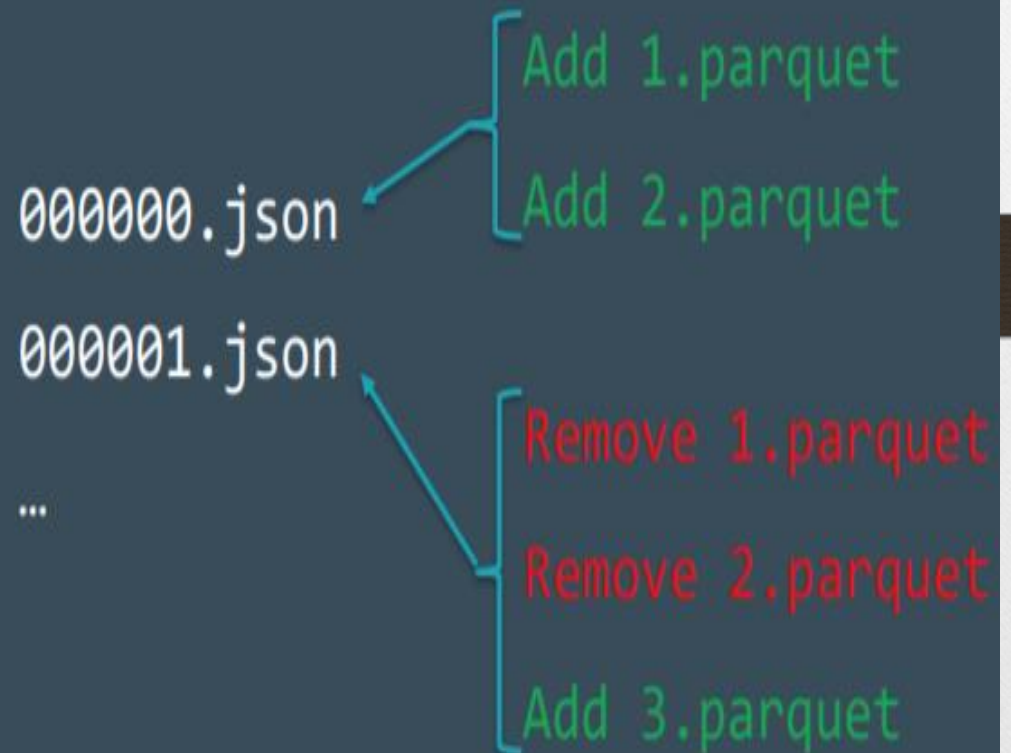 Add 1.parquet
Add 2.parquet
000000.json
000001.json
Remove 1.parquet
...
Remove 2.parquet
Add 3.parquet